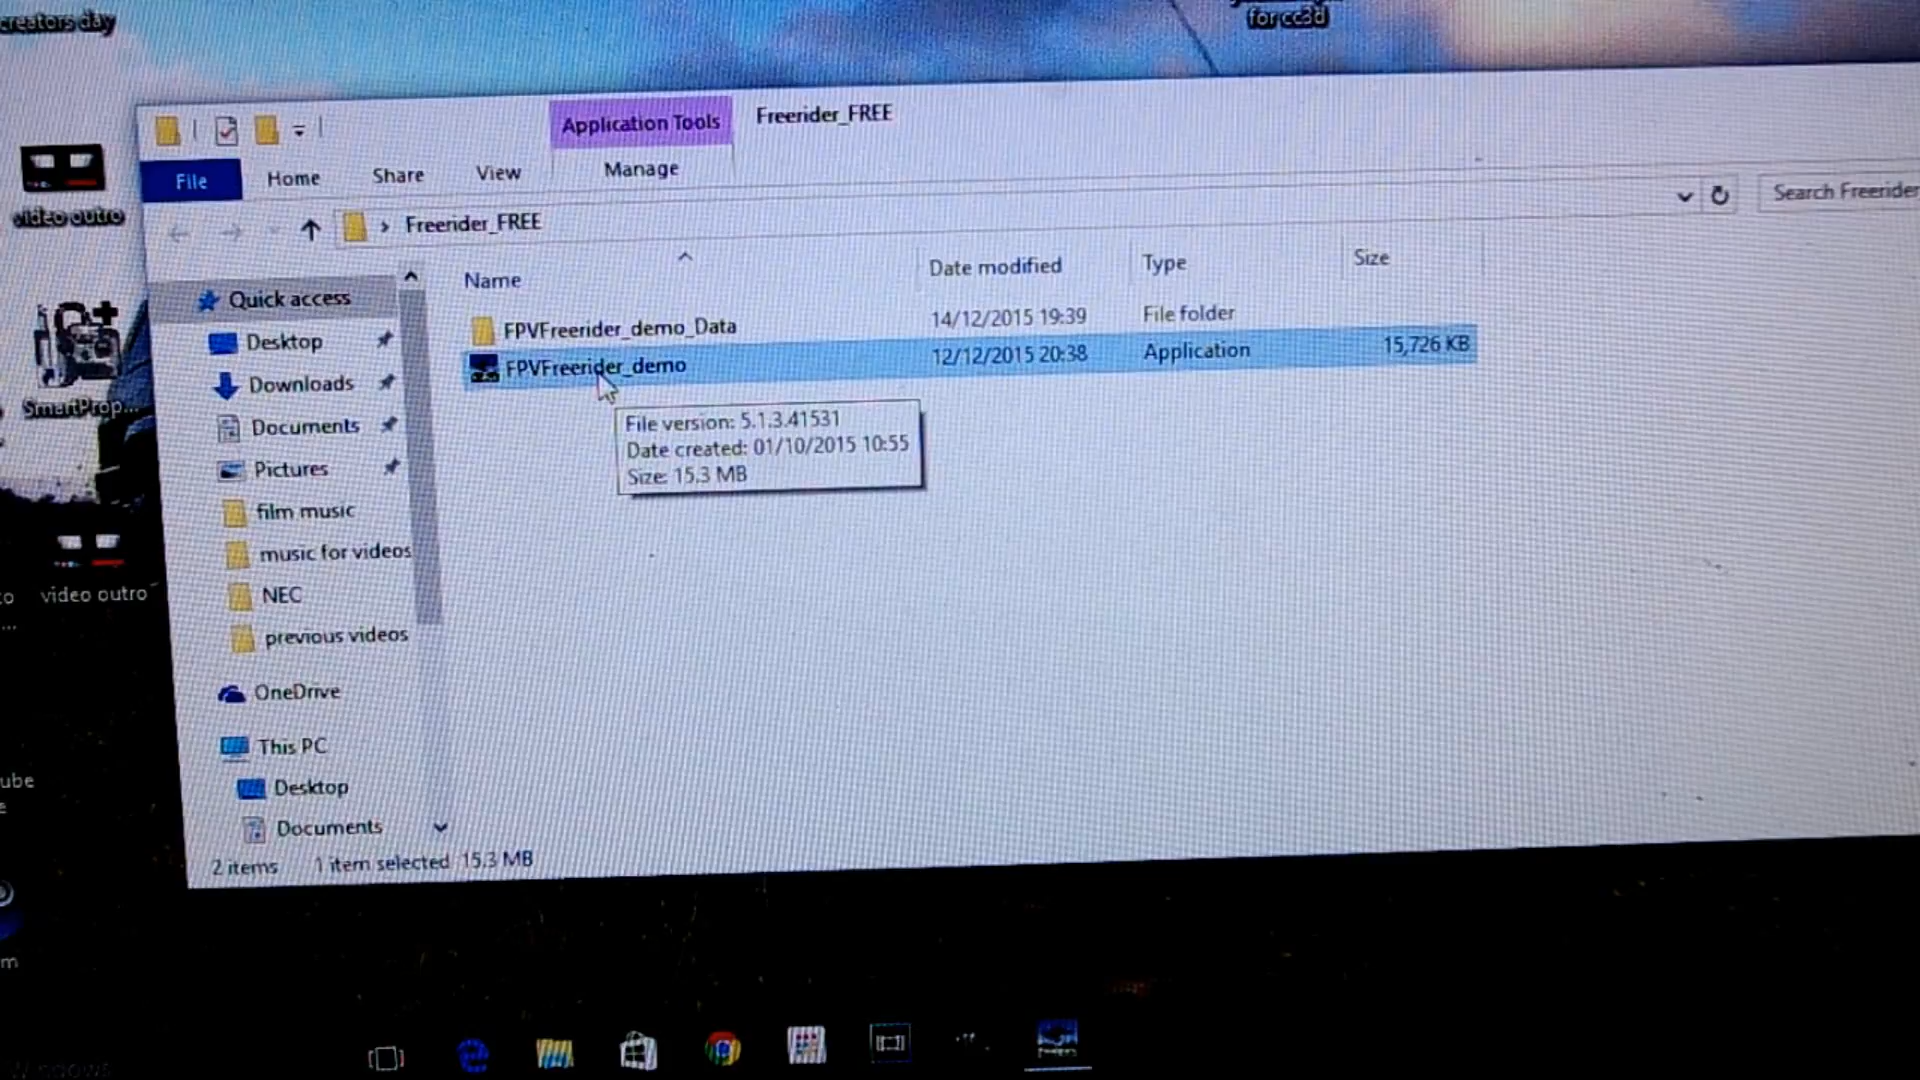 creators day
for cc3d
Application Tools
Freerider_FREE
File
Home
Share
View
Manage
video outro
Freerider_FREE
Search Freerider
Name
Date modified
Type
Size
Quick access
FPVFreerider_demo_Data
14/12/2015 19:39
File folder
Desktop
FPVFreerider_demo
12/12/2015 20:38
Application
15,726 KB
Downloads
SmartProp...
File version: 5.1.3.41531
Date created: 01/10/2015 10:55
Size: 15.3 MB
Documents
Pictures
film music
music for videos
NEC
video outro
previous videos
OneDrive
This PC
ube
Desktop
Documents
2 items
1 item selected 15.3 MB
Windows